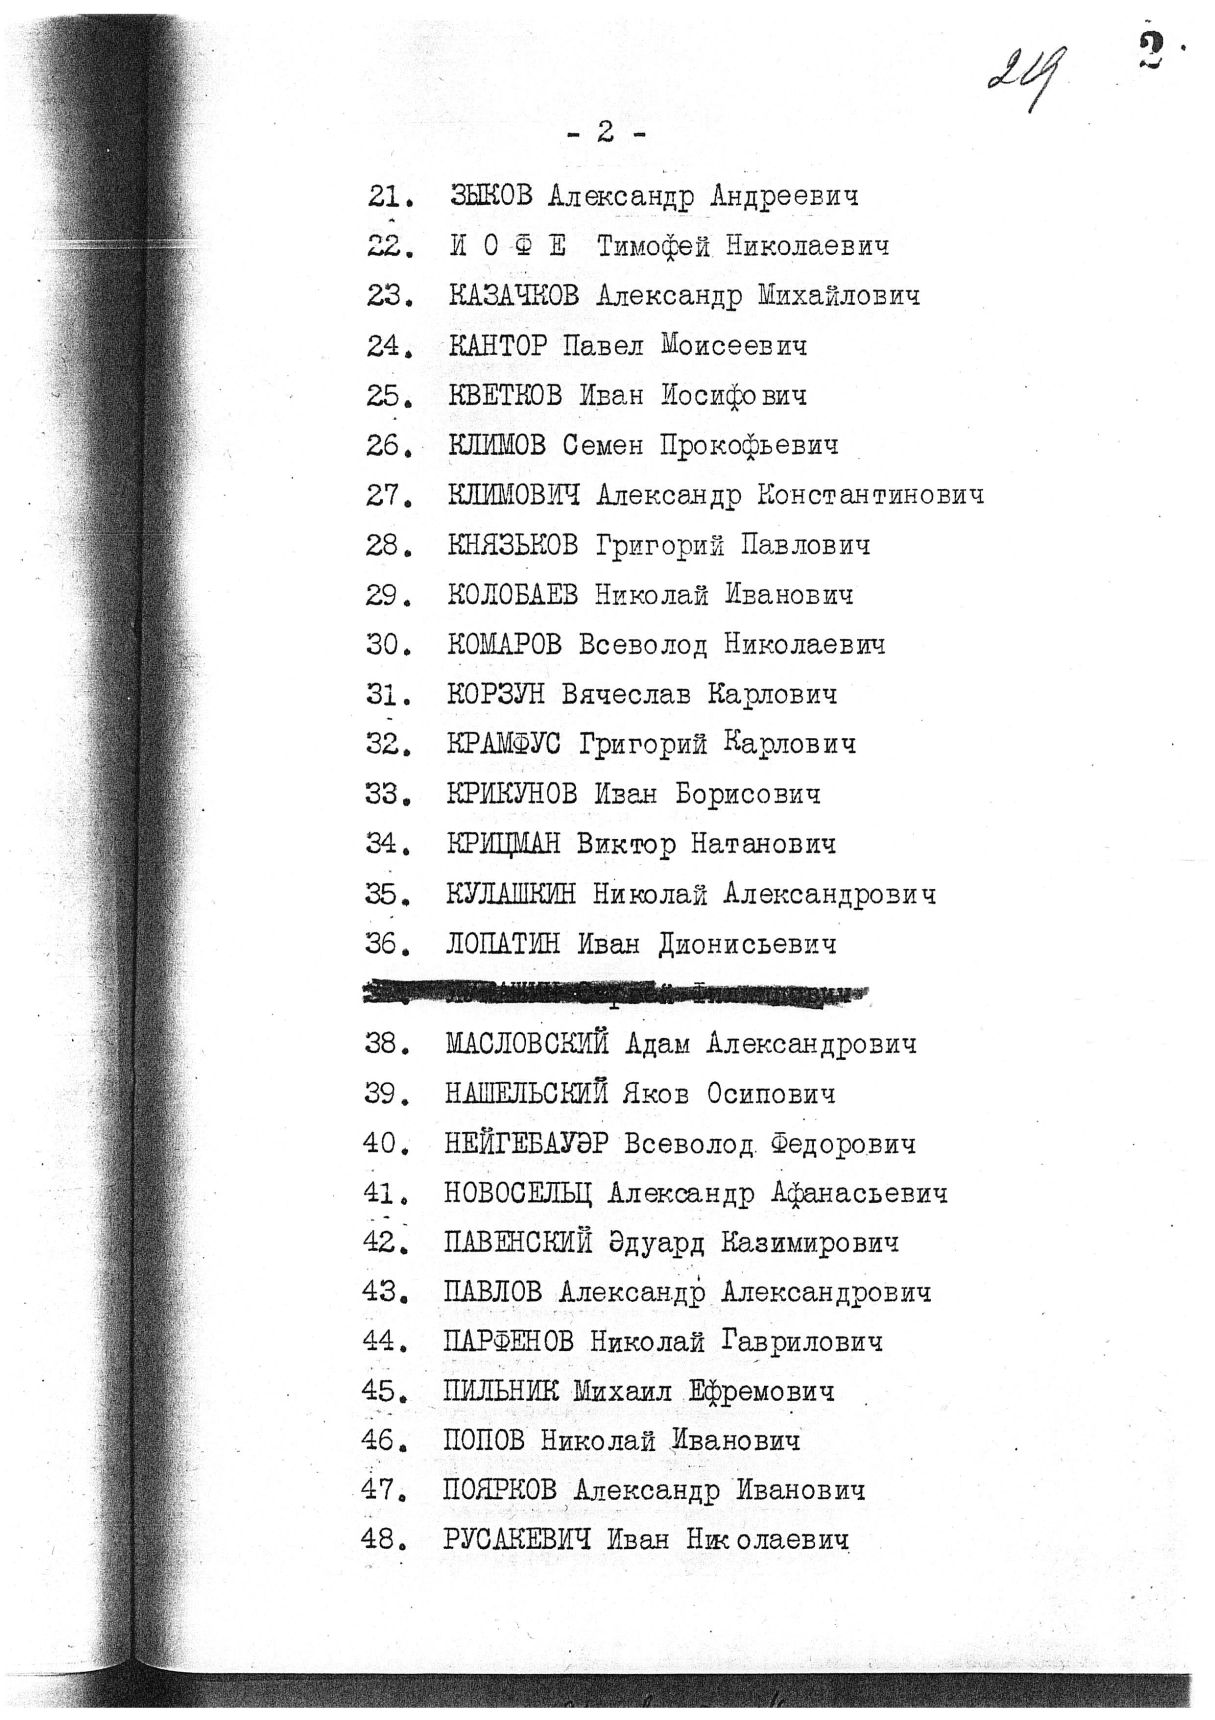 219
2
- 2 -
21. ЗЫКОВ Александр Андреевич
22. И О Ф Е Тимофей Николаевич
23. КАЗАЧКОВ Александр Михайлович
24. КАНТОР Павел Моисеевич
25. КВЕТКОВ Иван Иосифович
26. КЛИМОВ Семен Прокофьевич
27. КЛИМОВИЧ Александр Константинович
28. КНЯЗЬКОВ Григорий Павлович
29. КОЛОБАЕВ Николай Иванович
30. КОМАРОВ Всеволод Николаевич
31. КОРЗУН Вячеслав Карлович
32. КРАМФУС Григорий Карлович
33. КРИКУНОВ Иван Борисович
34. КРИЦМАН Виктор Натанович
35. КУЛАШКИН Николай Александрович
36. ЛОПАТИН Иван Дионисьевич
38. МАСЛОВСКИЙ Адам Александрович
39. НАШЕЛЬСКИЙ Яков Осипович
40. НЕЙГЕБАУЭР Всеволод Федорович
41. НОВОСЕЛЬЦ Александр Афанасьевич
42. ПАВЕНСКИЙ Эдуард Казимирович
43. ПАВЛОВ Александр Александрович
44. ПАРФЕНОВ Николай Гаврилович
45. ПИЛЬНИК Михаил Ефремович
46. ПОПОВ Николай Иванович
47. ПОЯРКОВ Александр Иванович
48. РУСАКЕВИЧ Иван Николаевич